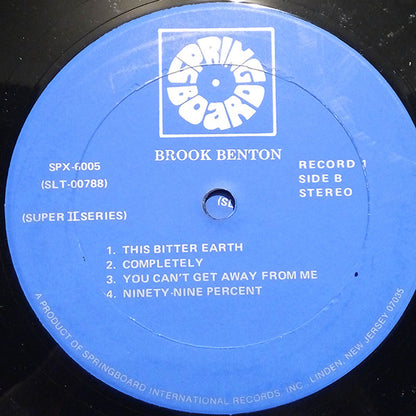 SPRINGBOARD
BROOK BENTON
SPX-6005
(SLT-00788)
RECORD 1
SIDE B
STEREO
(SUPER II SERIES)
(SL
1. THIS BITTER EARTH
2. COMPLETELY
3. YOU CAN'T GET AWAY FROM ME
4. NINETY-NINE PERCENT
A PRODUCT OF SPRINGBOARD INTERNATIONAL RECORDS, INC., LINDEN, NEW JERSEY 07035